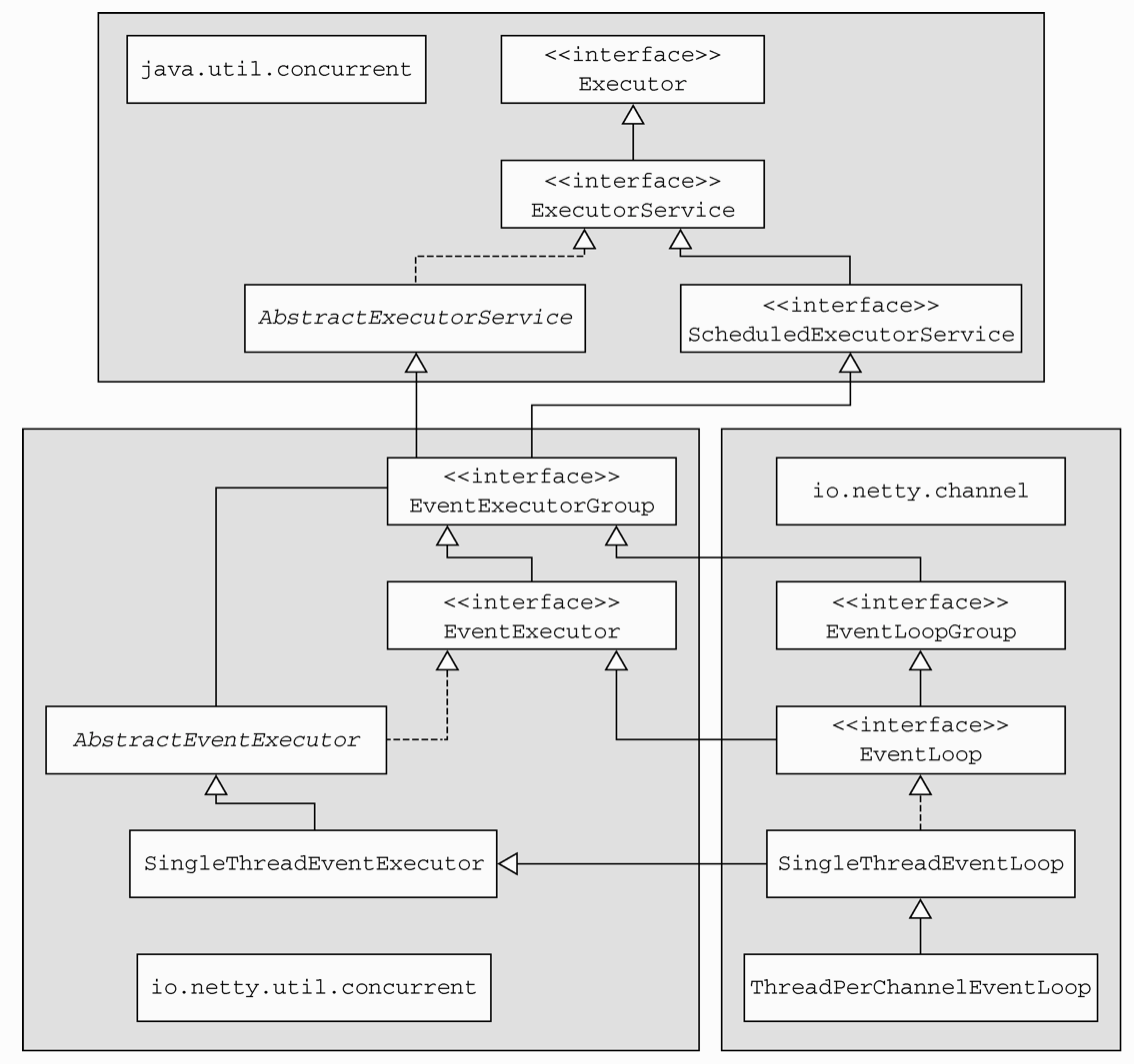 java.util.concurrent
<<interface>>
Executor
<<interface>>
ExecutorService
AbstractExecutorService
<<interface>>
ScheduledExecutorService
<<interface>>
EventExecutorGroup
io.netty.channel
<<interface>>
EventExecutor
<<interface>>
EventLoopGroup
AbstractEventExecutor
<<interface>>
EventLoop
SingleThreadEventExecutor
SingleThreadEventLoop
io.netty.util.concurrent
ThreadPerChannelEventLoop